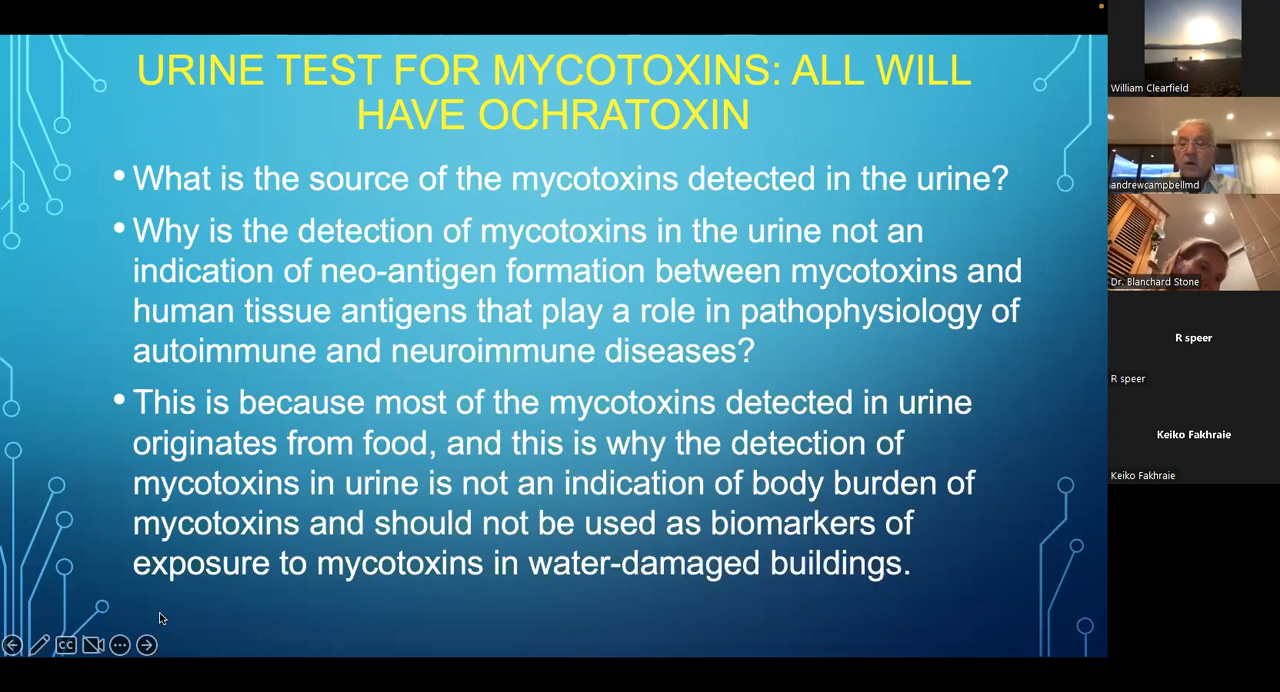 URINE TEST FOR MYCOTOXINS: ALL WILL
HAVE OCHRATOXIN
• What is the source of the mycotoxins detected in the urine?
• Why is the detection of mycotoxins in the urine not an
indication of neo-antigen formation between mycotoxins and
human tissue antigens that play a role in pathophysiology of
autoimmune and neuroimmune diseases?
• This is because most of the mycotoxins detected in urine
originates from food, and this is why the detection of
mycotoxins in urine is not an indication of body burden of
mycotoxins and should not be used as biomarkers of
exposure to mycotoxins in water-damaged buildings.
CC
William Clearfield
andrewcampbellmd
Dr. Blanchard Stone
R speer
R speer
Keiko Fakhraie
Keiko Fakhraie